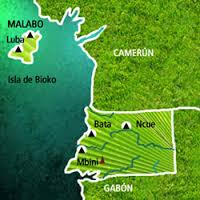 MALABO
Luba
CAMERÚN
Isla de Bioko
Bata
Ncue
Mbini
GABÓN